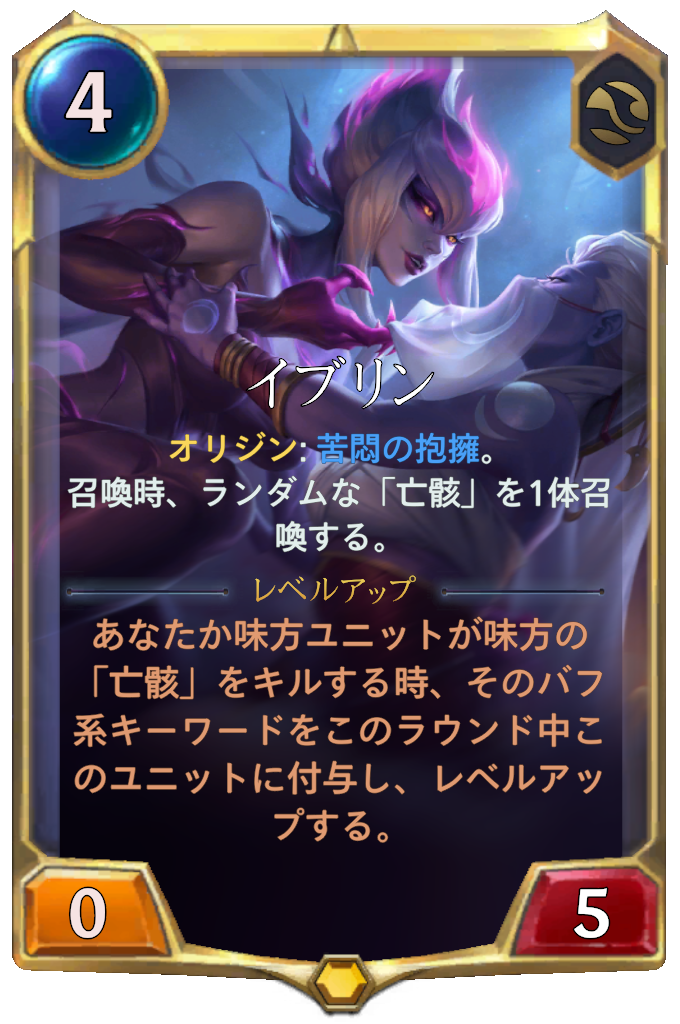 4
イブリン
オリジン: 苦悶の抱擁。
召喚時、ランダムな「亡骸」を1体召
喚する。
レベルアップ
あなたか味方ユニットが味方の
「亡骸」をキルする時、そのバフ
系キーワードをこのラウンド中こ
のユニットに付与し、レベルアッ
プする。
0
5